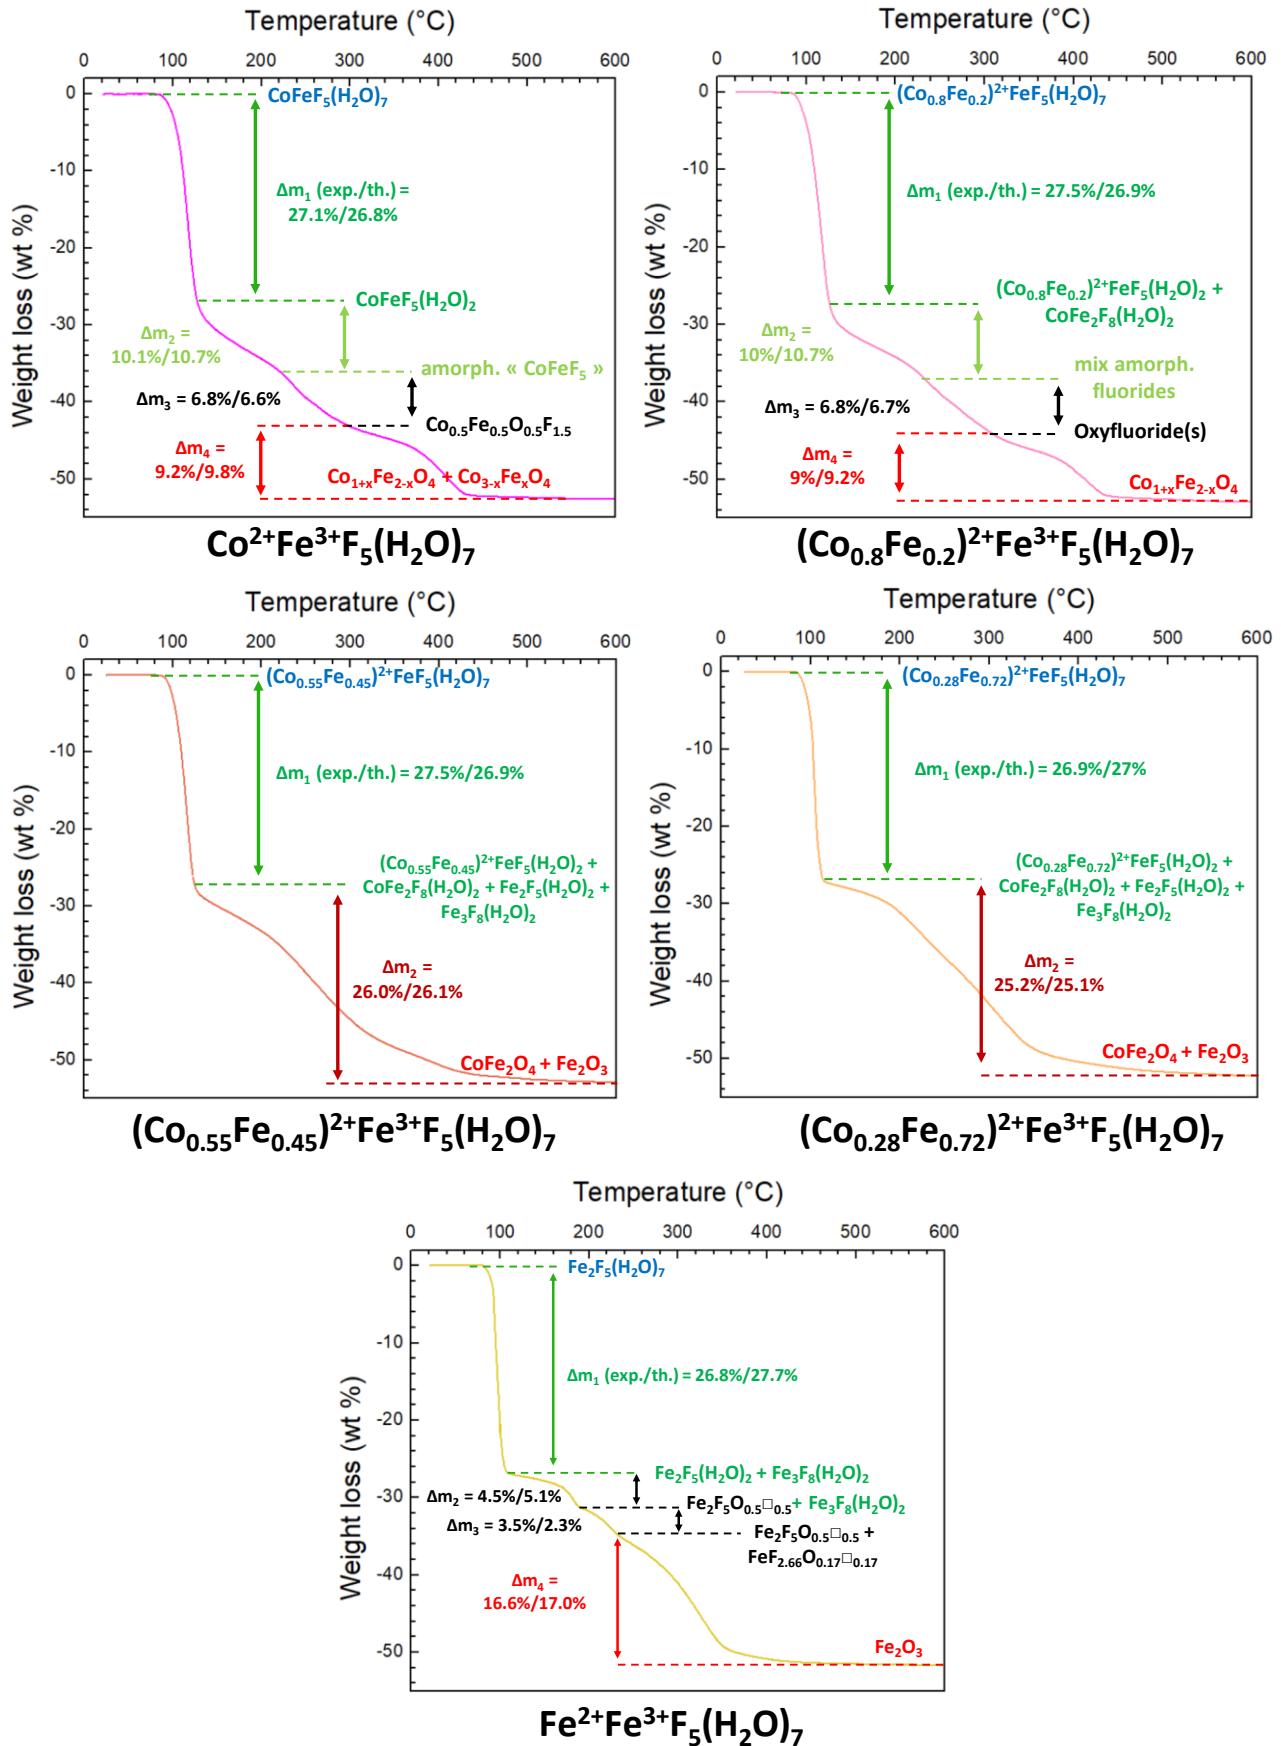 Temperature (°C)
0 100 200 300 400 500 600
Weight loss (wt %)
0
-10
-20
-30
-40
-50
CoFeF₅(H₂O)₇
Δm₁ (exp./th.) =
27.1%/26.8%
CoFeF₅(H₂O)₂
Δm₂ =
10.1%/10.7%
amorph. « CoFeF₅ »
Δm₃ = 6.8%/6.6%
Co₀.₅Fe₀.₅O₀.₅F₁.₅
Δm₄ =
9.2%/9.8%
Co₁₊ₓFe₂₋ₓO₄ + Co₃₋ₓFeₓO₄
Co²⁺Fe³⁺F₅(H₂O)₇
Temperature (°C)
0 100 200 300 400 500 600
Weight loss (wt %)
0
-10
-20
-30
-40
-50
(Co₀.₈Fe₀.₂)²⁺FeF₅(H₂O)₇
Δm₁ (exp./th.) = 27.5%/26.9%
(Co₀.₈Fe₀.₂)²⁺FeF₅(H₂O)₂ +
CoFe₂F₈(H₂O)₂
Δm₂ =
10%/10.7%
mix amorph.
fluorides
Δm₃ = 6.8%/6.7%
Oxyfluoride(s)
Δm₄ =
9%/9.2%
Co₁₊ₓFe₂₋ₓO₄
(Co₀.₈Fe₀.₂)²⁺Fe³⁺F₅(H₂O)₇
Temperature (°C)
0 100 200 300 400 500 600
Weight loss (wt %)
0
-10
-20
-30
-40
-50
(Co₀.₅₅Fe₀.₄₅)²⁺FeF₅(H₂O)₇
Δm₁ (exp./th.) = 27.5%/26.9%
(Co₀.₅₅Fe₀.₄₅)²⁺FeF₅(H₂O)₂ +
CoFe₂F₈(H₂O)₂ + Fe₂F₅(H₂O)₂ +
Fe₃F₈(H₂O)₂
Δm₂ =
26.0%/26.1%
CoFe₂O₄ + Fe₂O₃
(Co₀.₅₅Fe₀.₄₅)²⁺Fe³⁺F₅(H₂O)₇
Temperature (°C)
0 100 200 300 400 500 600
Weight loss (wt %)
0
-10
-20
-30
-40
-50
(Co₀.₂₈Fe₀.₇₂)²⁺FeF₅(H₂O)₇
Δm₁ (exp./th.) = 26.9%/27%
(Co₀.₂₈Fe₀.₇₂)²⁺FeF₅(H₂O)₂ +
CoFe₂F₈(H₂O)₂ + Fe₂F₅(H₂O)₂ +
Fe₃F₈(H₂O)₂
Δm₂ =
25.2%/25.1%
CoFe₂O₄ + Fe₂O₃
(Co₀.₂₈Fe₀.₇₂)²⁺Fe³⁺F₅(H₂O)₇
Temperature (°C)
0 100 200 300 400 500 600
Weight loss (wt %)
0
-10
-20
-30
-40
-50
Fe₂F₅(H₂O)₇
Δm₁ (exp./th.) = 26.8%/27.7%
Fe₂F₅(H₂O)₂ + Fe₃F₈(H₂O)₂
Δm₂ = 4.5%/5.1%
Fe₂F₅O₀.₅□₀.₅+ Fe₃F₈(H₂O)₂
Δm₃ = 3.5%/2.3%
Fe₂F₅O₀.₅□₀.₅ +
FeF₂.₆₆O₀.₁₇□₀.₁₇
Δm₄ =
16.6%/17.0%
Fe₂O₃
Fe²⁺Fe³⁺F₅(H₂O)₇